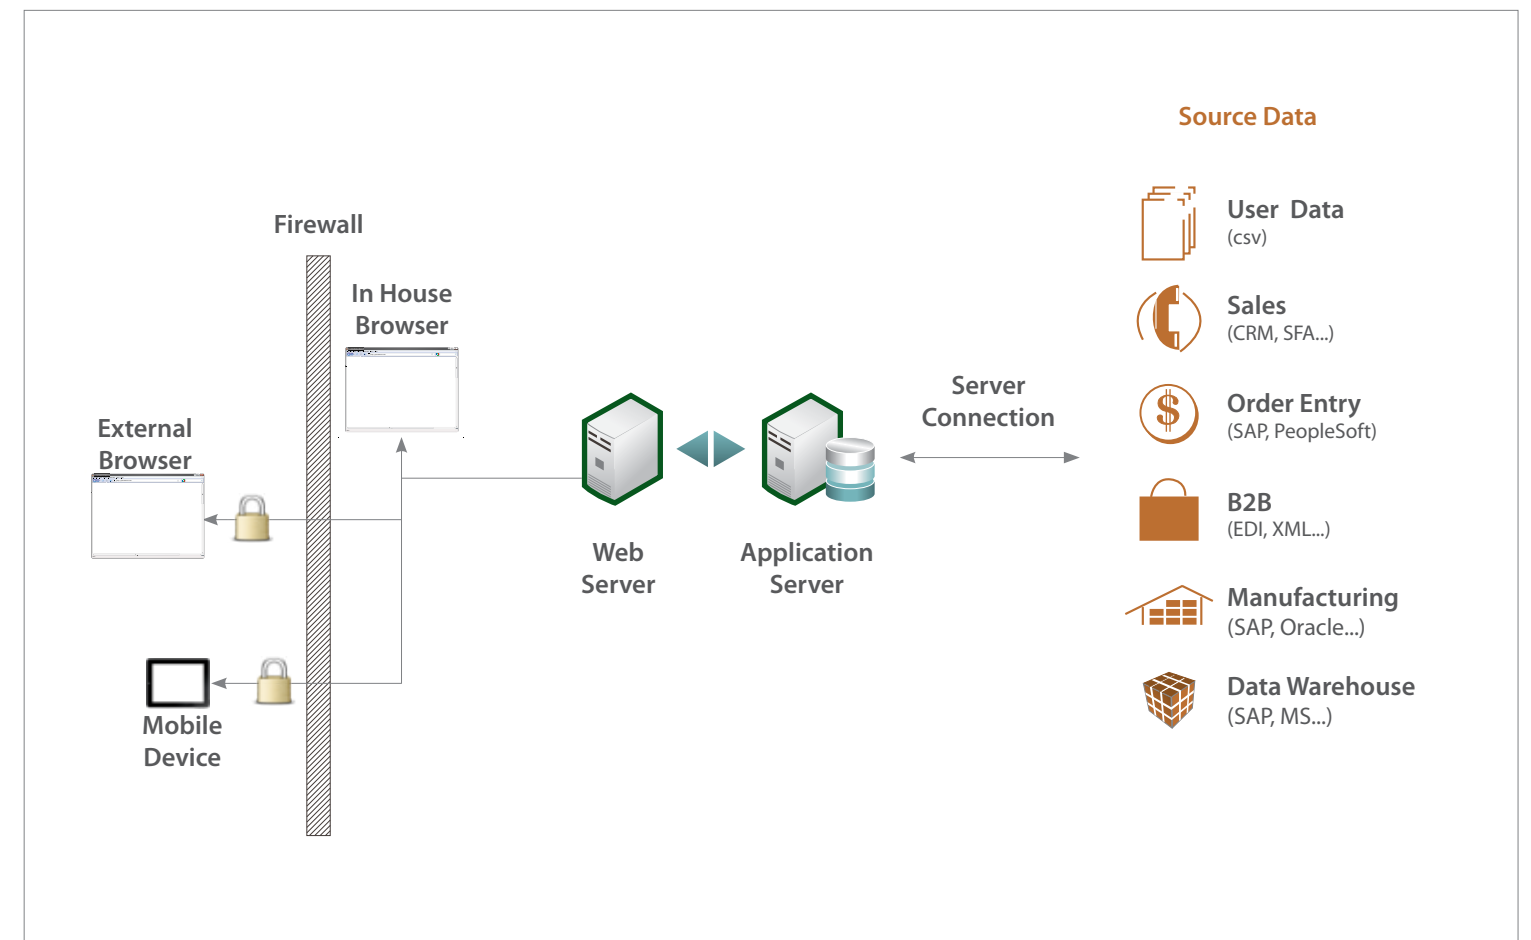 Source Data
User Data
(csv)
Firewall
In House
Browser
Sales
(CRM, SFA...)
Server
Connection
Order Entry
(SAP, PeopleSoft)
External
Browser
B2B
(EDI, XML...)
Web
Server
Application
Server
Manufacturing
(SAP, Oracle...)
Data Warehouse
(SAP, MS...)
Mobile
Device
$